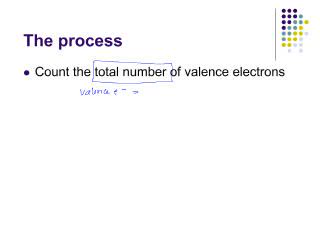 The process
Count the total number of valence electrons
valence e⁻ =